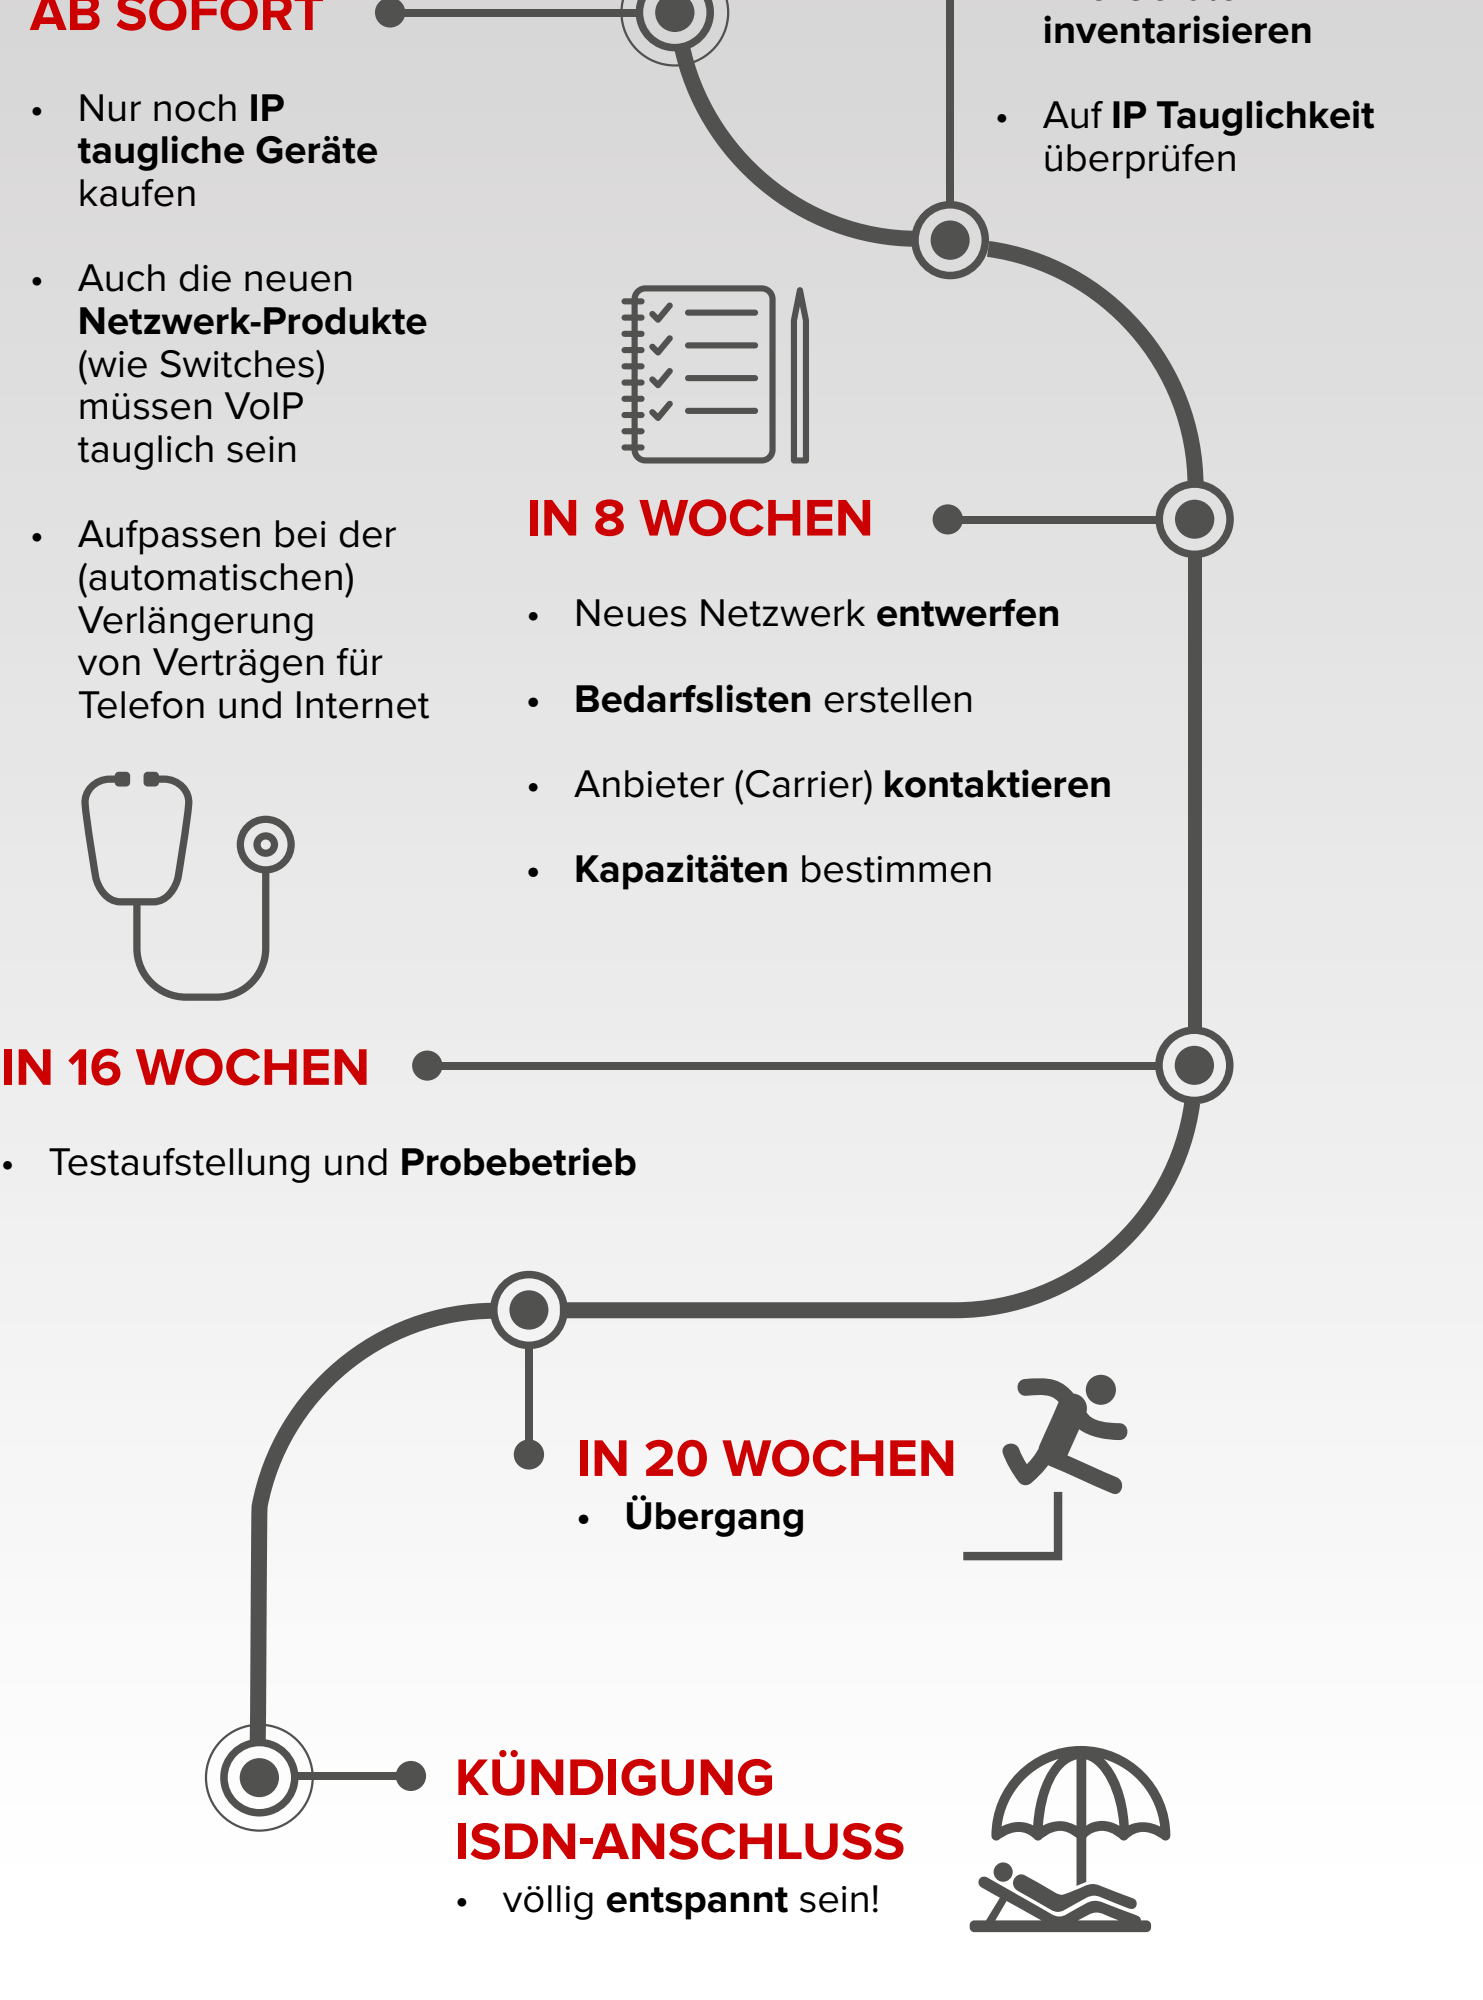 AB SOFORT
• Nur noch IP
taugliche Geräte
kaufen
• Auch die neuen
Netzwerk-Produkte
(wie Switches)
müssen VoIP
tauglich sein
• Aufpassen bei der
(automatischen)
Verlängerung
von Verträgen für
Telefon und Internet
inventarisieren
• Auf IP Tauglichkeit
überprüfen
IN 8 WOCHEN
• Neues Netzwerk entwerfen
• Bedarfslisten erstellen
• Anbieter (Carrier) kontaktieren
• Kapazitäten bestimmen
IN 16 WOCHEN
• Testaufstellung und Probebetrieb
IN 20 WOCHEN
• Übergang
KÜNDIGUNG
ISDN-ANSCHLUSS
• völlig entspannt sein!